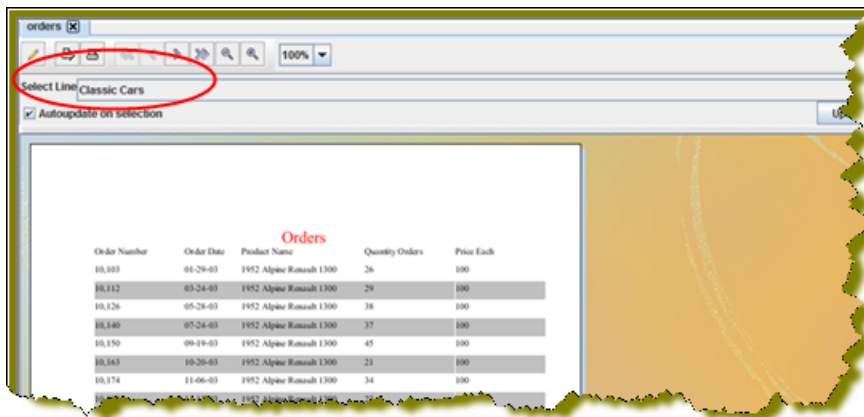 orders
100%
Select Line Classic Cars
Autoupdate on selection
Orders
Order Number Order Date Product Name Quantity Orders Price Each
10,103 01-29-03 1952 Alpine Renault 1300 26 100
10,112 03-24-03 1952 Alpine Renault 1300 29 100
10,126 05-28-03 1952 Alpine Renault 1300 38 100
10,140 07-24-03 1952 Alpine Renault 1300 37 100
10,150 09-19-03 1952 Alpine Renault 1300 45 100
10,163 10-20-03 1952 Alpine Renault 1300 21 100
10,174 11-06-03 1952 Alpine Renault 1300 34 100